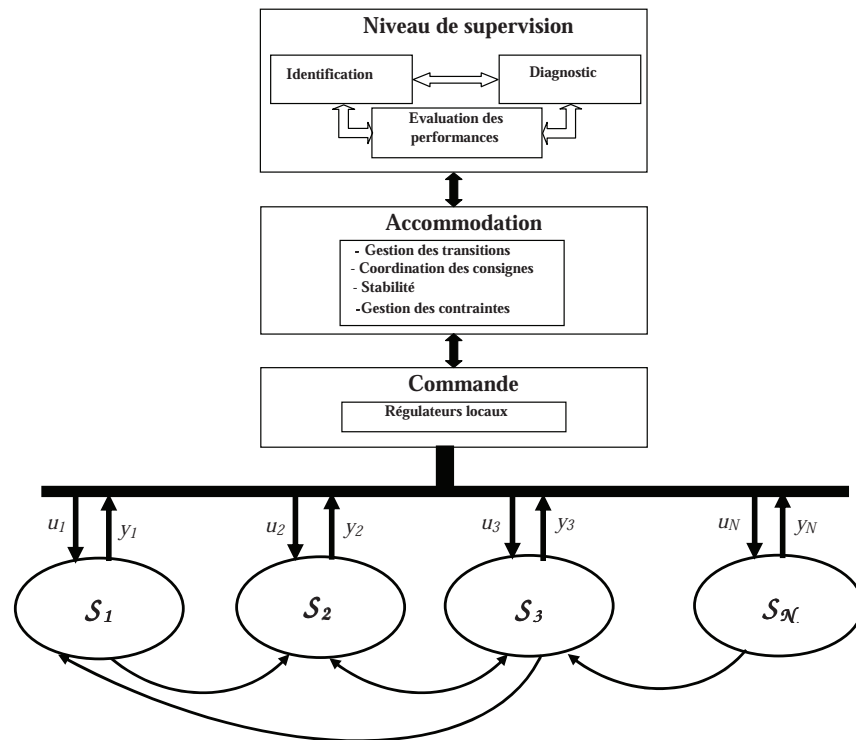 Niveau de supervision
Identification
Diagnostic
Evaluation des
performances
Accommodation
- Gestion des transitions
- Coordination des consignes
- Stabilité
-Gestion des contraintes
Commande
Régulateurs locaux
u1 y1 u2 y2 u3 y3 uN yN
S1 S2 S3 SN.